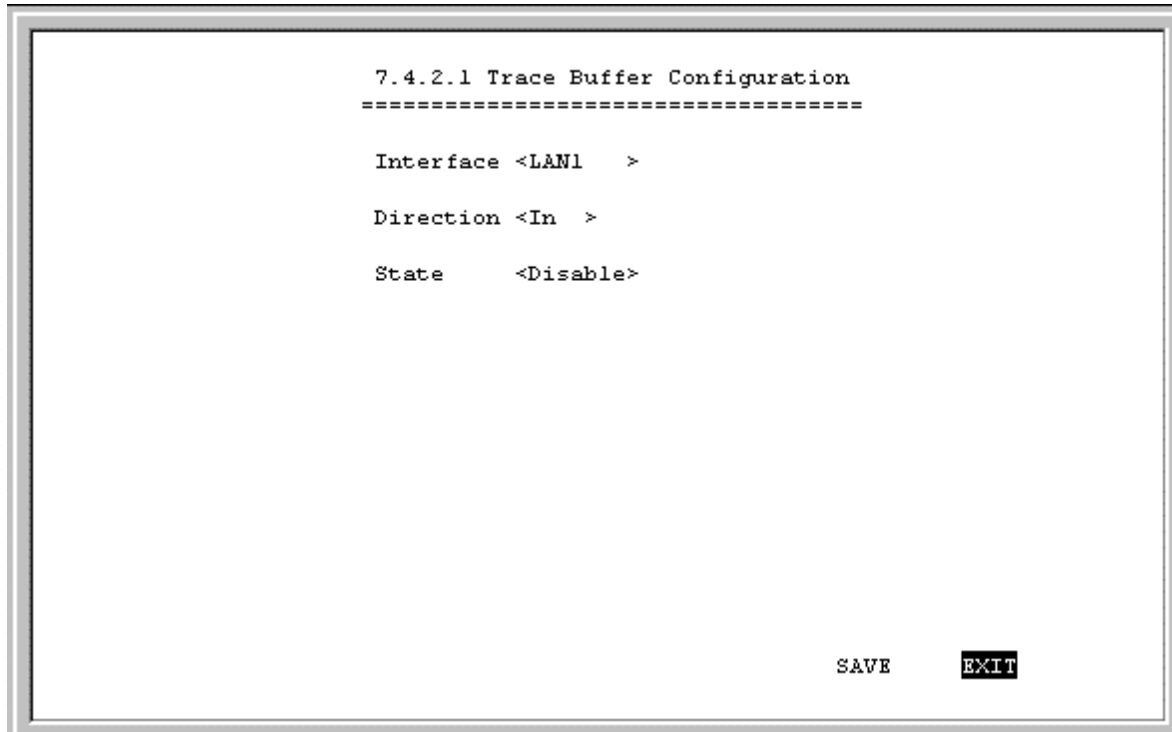 7.4.2.1 Trace Buffer Configuration
====================================
Interface <LAN1   >
Direction <In  >
State     <Disable>
SAVE     EXIT